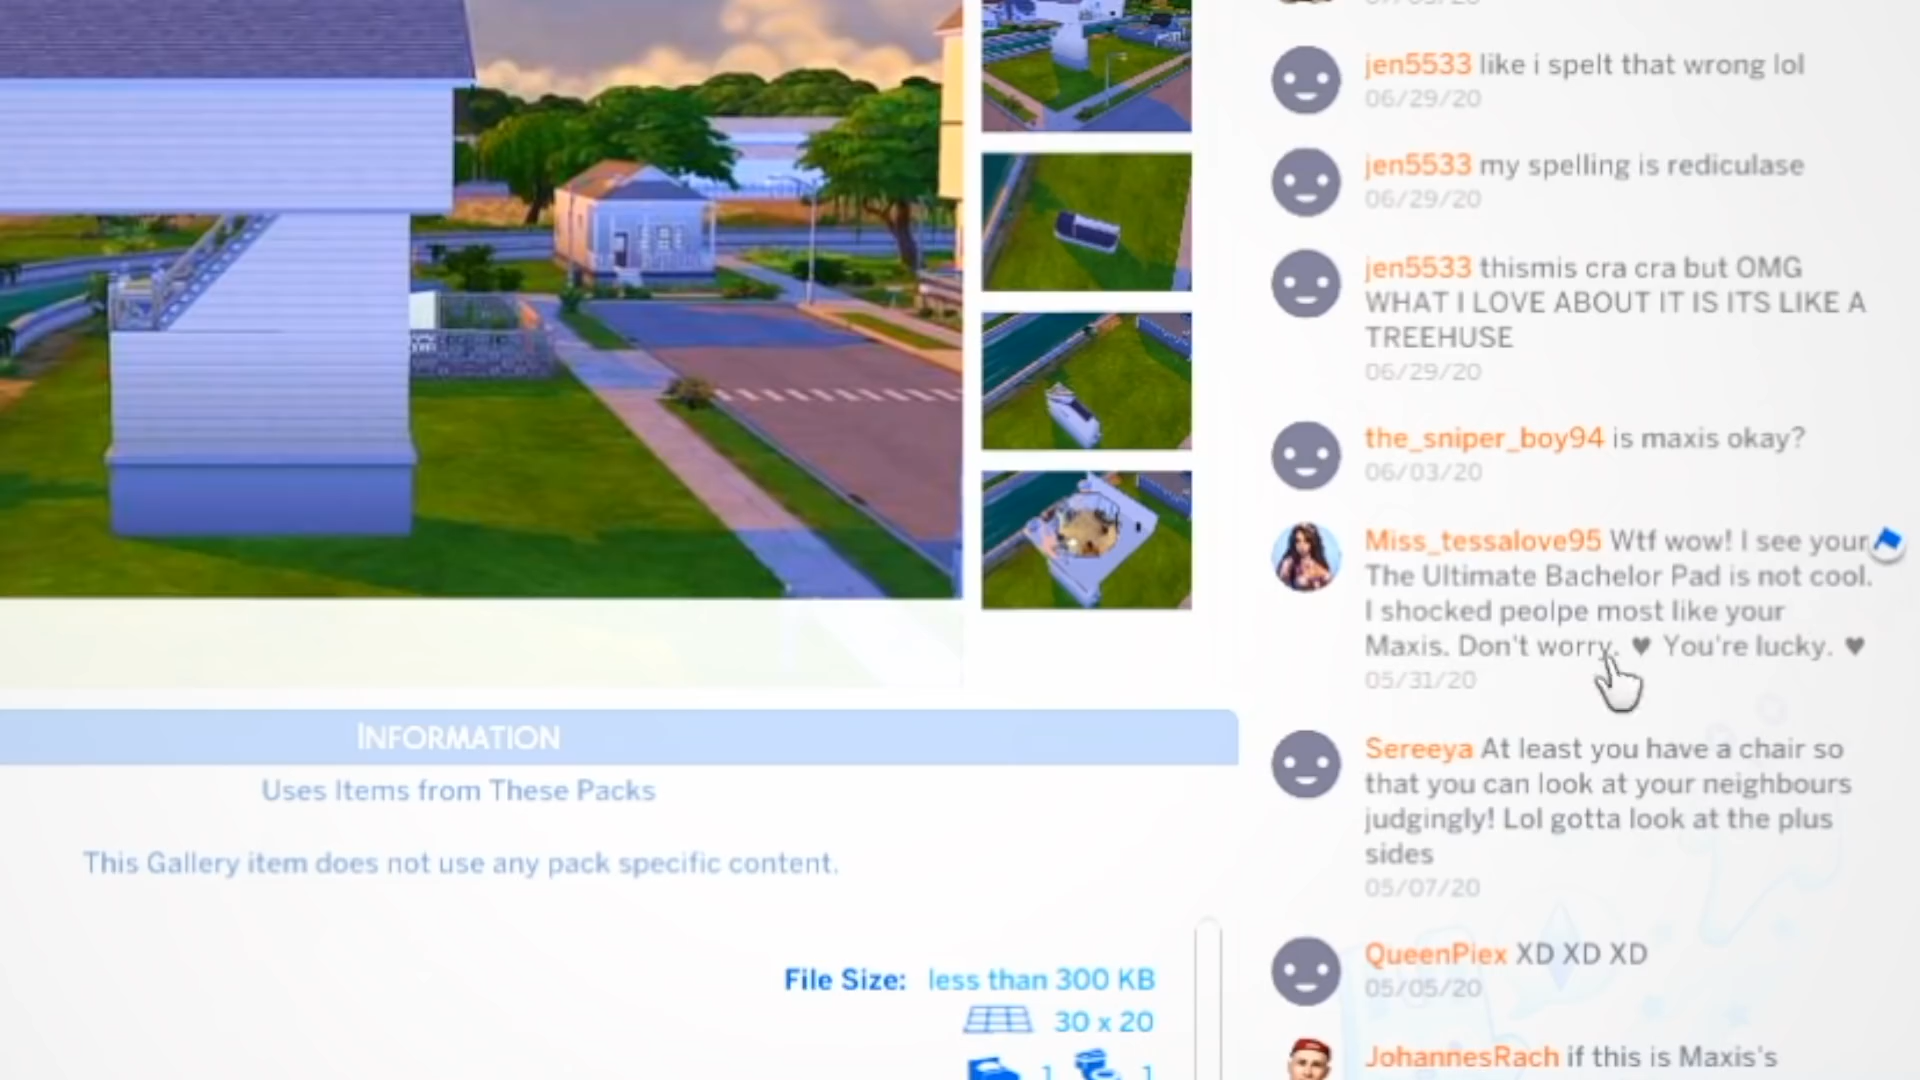 jen5533 like i spelt that wrong lol
06/29/20
jen5533 my spelling is rediculase
06/29/20
jen5533 thismis cra cra but OMG
WHAT I LOVE ABOUT IT IS ITS LIKE A
TREEHUSE
06/29/20
the_sniper_boy94 is maxis okay?
06/03/20
Miss_tessalove95 Wtf wow! I see your
The Ultimate Bachelor Pad is not cool.
I shocked peolpe most like your
Maxis. Don't worry. ♥ You're lucky. ♥
05/31/20
Sereeya At least you have a chair so
that you can look at your neighbours
judgingly! Lol gotta look at the plus
sides
05/07/20
QueenPiex XD XD XD
05/05/20
JohannesRach if this is Maxis's
INFORMATION
Uses Items from These Packs
This Gallery item does not use any pack specific content.
File Size: less than 300 KB
30 x 20
1 1